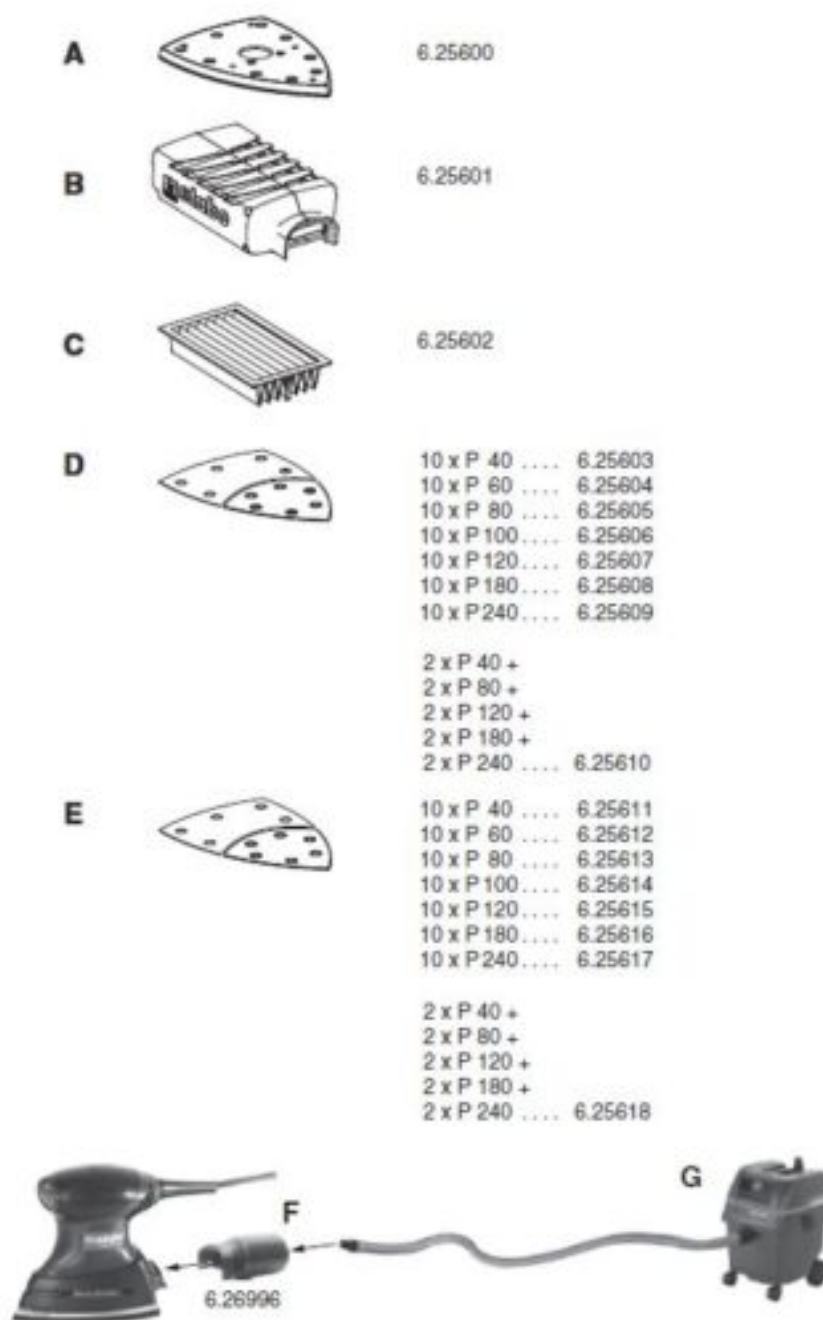 A 6.25600
B metabo 6.25601
C 6.25602
D 10 x P 40 .... 6.25603
10 x P 60 .... 6.25604
10 x P 80 .... 6.25605
10 x P 100 .... 6.25606
10 x P 120 .... 6.25607
10 x P 180 .... 6.25608
10 x P 240 .... 6.25609
2 x P 40 +
2 x P 80 +
2 x P 120 +
2 x P 180 +
2 x P 240 .... 6.25610
E 10 x P 40 .... 6.25611
10 x P 60 .... 6.25612
10 x P 80 .... 6.25613
10 x P 100 .... 6.25614
10 x P 120 .... 6.25615
10 x P 180 .... 6.25616
10 x P 240 .... 6.25617
2 x P 40 +
2 x P 80 +
2 x P 120 +
2 x P 180 +
2 x P 240 .... 6.25618
G
F
6.26996